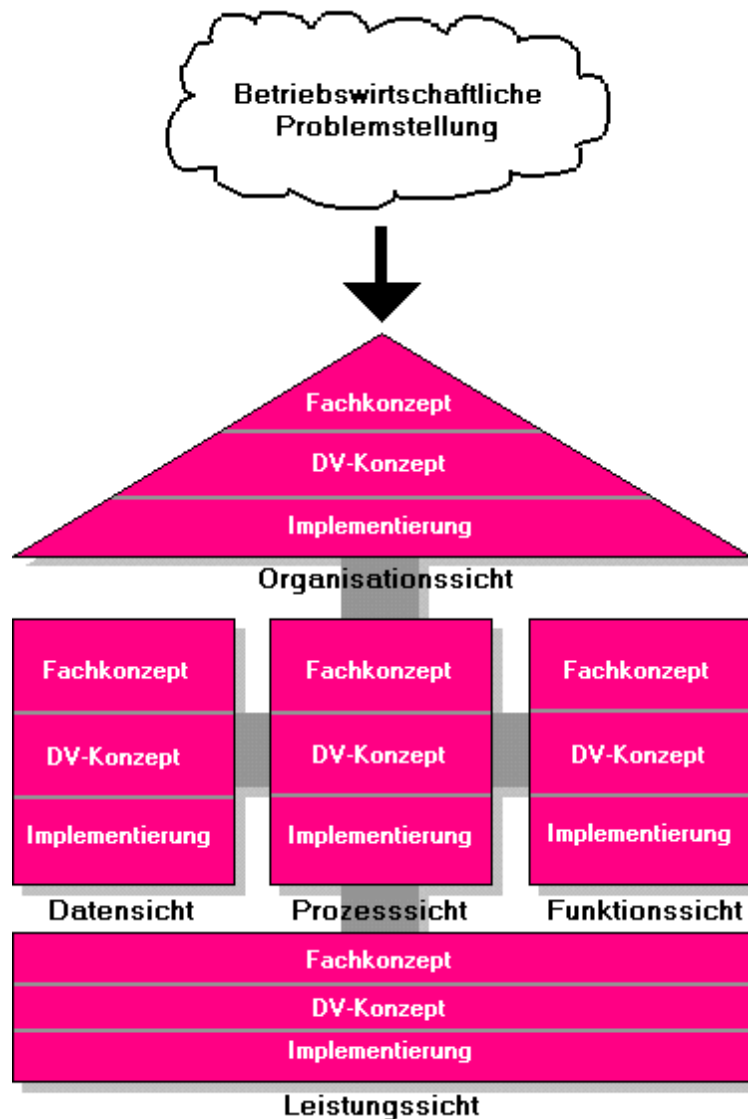 Betriebswirtschaftliche
Problemstellung
Fachkonzept
DV-Konzept
Implementierung
Organisationssicht
Fachkonzept
DV-Konzept
Implementierung
Datensicht
Fachkonzept
DV-Konzept
Implementierung
Prozesssicht
Fachkonzept
DV-Konzept
Implementierung
Funktionssicht
Fachkonzept
DV-Konzept
Implementierung
Leistungssicht